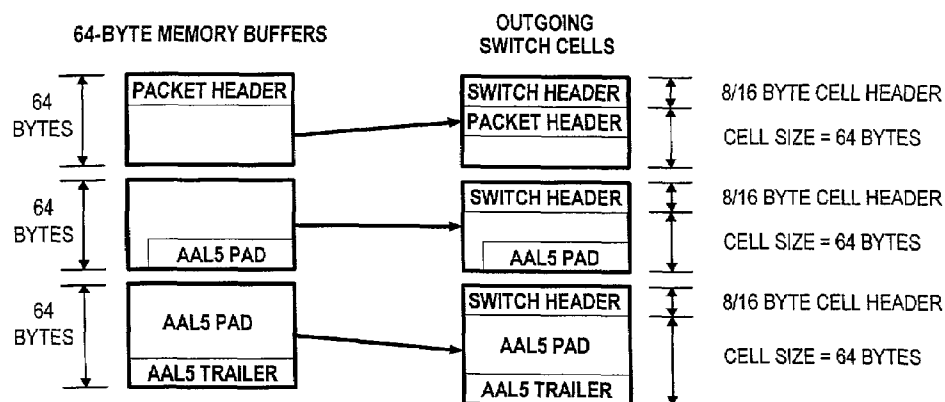 64-BYTE MEMORY BUFFERS
OUTGOING
SWITCH CELLS
64
BYTES
PACKET HEADER
SWITCH HEADER
PACKET HEADER
8/16 BYTE CELL HEADER
CELL SIZE = 64 BYTES
64
BYTES
AAL5 PAD
SWITCH HEADER
AAL5 PAD
8/16 BYTE CELL HEADER
CELL SIZE = 64 BYTES
64
BYTES
AAL5 PAD
AAL5 TRAILER
SWITCH HEADER
AAL5 PAD
AAL5 TRAILER
8/16 BYTE CELL HEADER
CELL SIZE = 64 BYTES